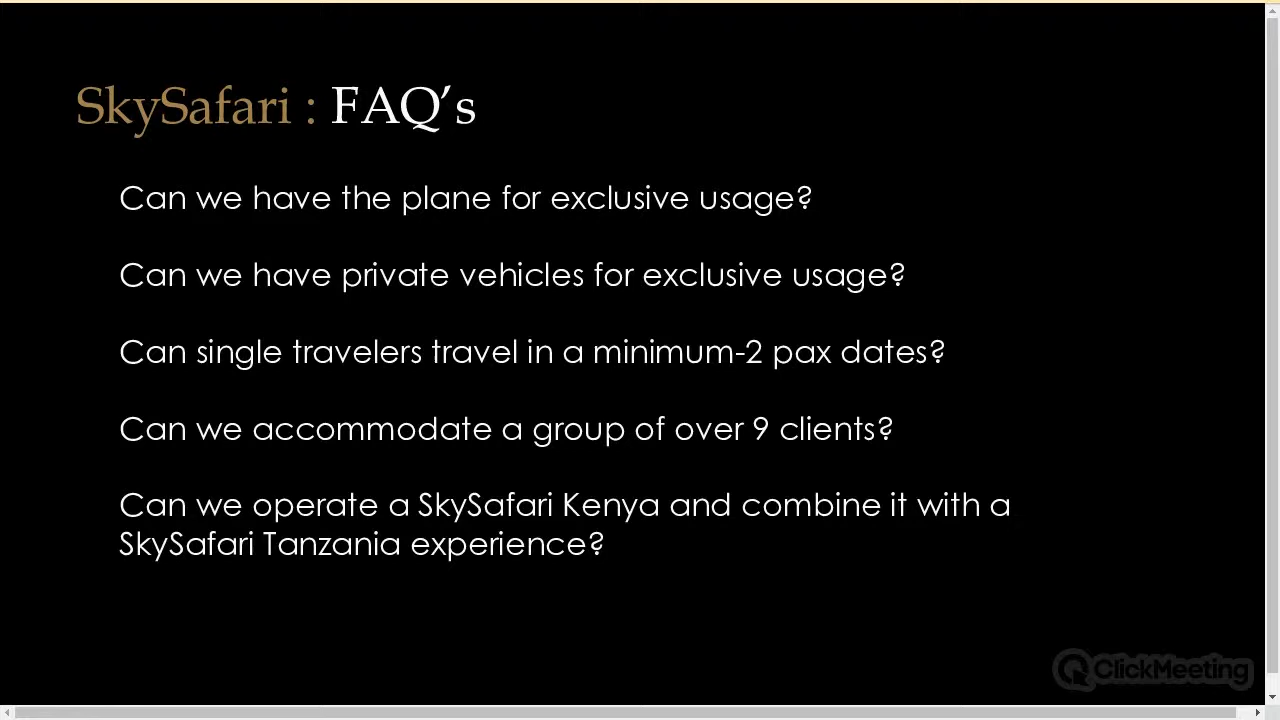 SkySafari : FAQ’s
Can we have the plane for exclusive usage?
Can we have private vehicles for exclusive usage?
Can single travelers travel in a minimum-2 pax dates?
Can we accommodate a group of over 9 clients?
Can we operate a SkySafari Kenya and combine it with a
SkySafari Tanzania experience?
ClickMeeting